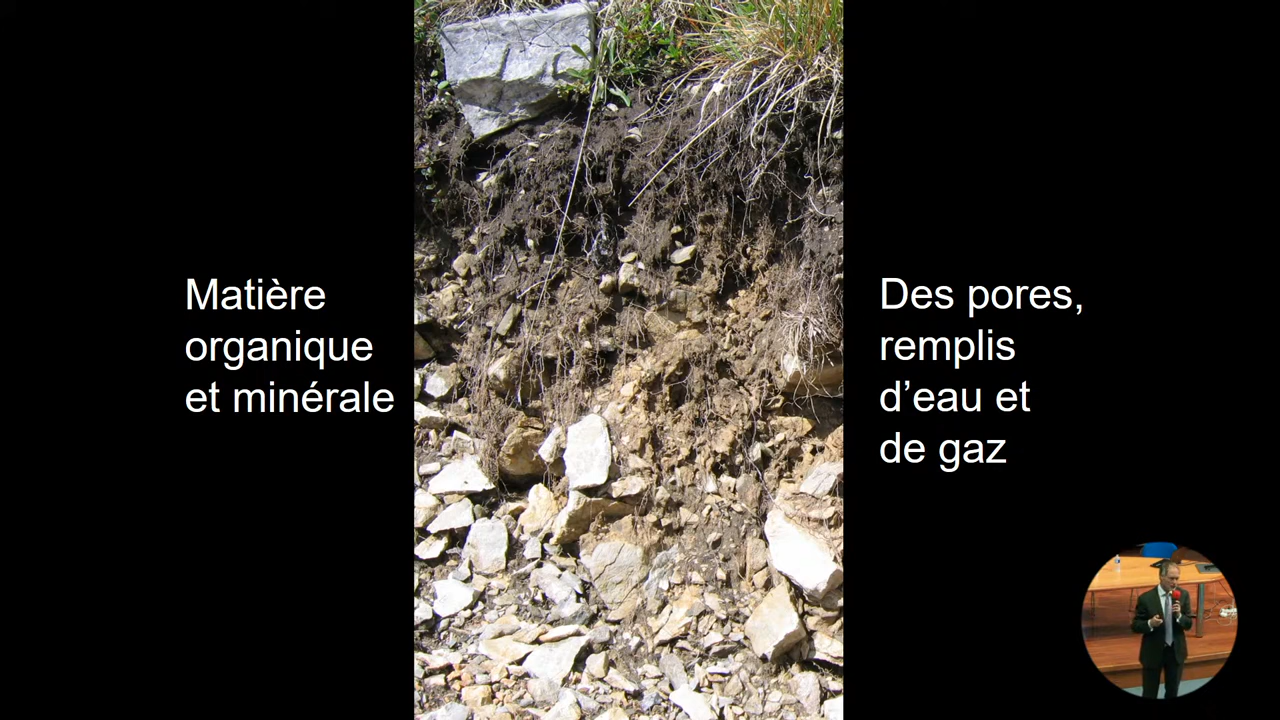 Matière
organique
et minérale
Des pores,
remplis
d’eau et
de gaz